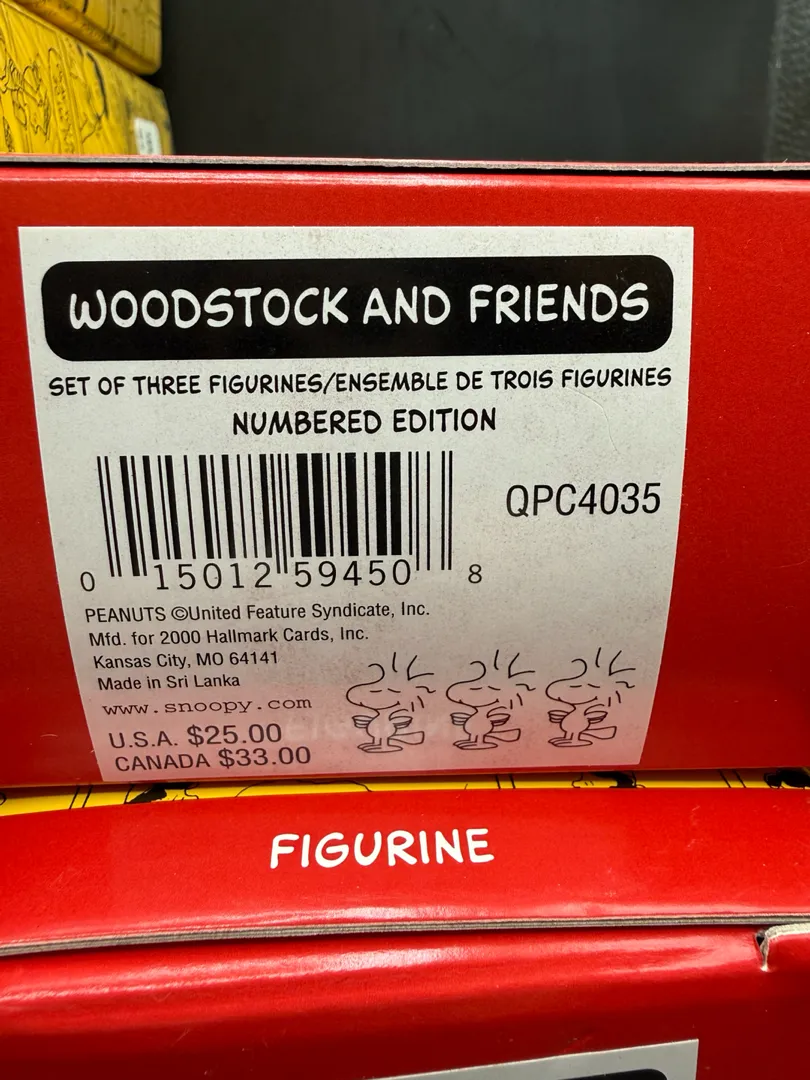 WOODSTOCK AND FRIENDS
SET OF THREE FIGURINES/ENSEMBLE DE TROIS FIGURINES
NUMBERED EDITION
QPC4035
0 15012 59450 8
PEANUTS ©United Feature Syndicate, Inc.
Mfd. for 2000 Hallmark Cards, Inc.
Kansas City, MO 64141
Made in Sri Lanka
www.snoopy.com
U.S.A. $25.00
CANADA $33.00
FIGURINE